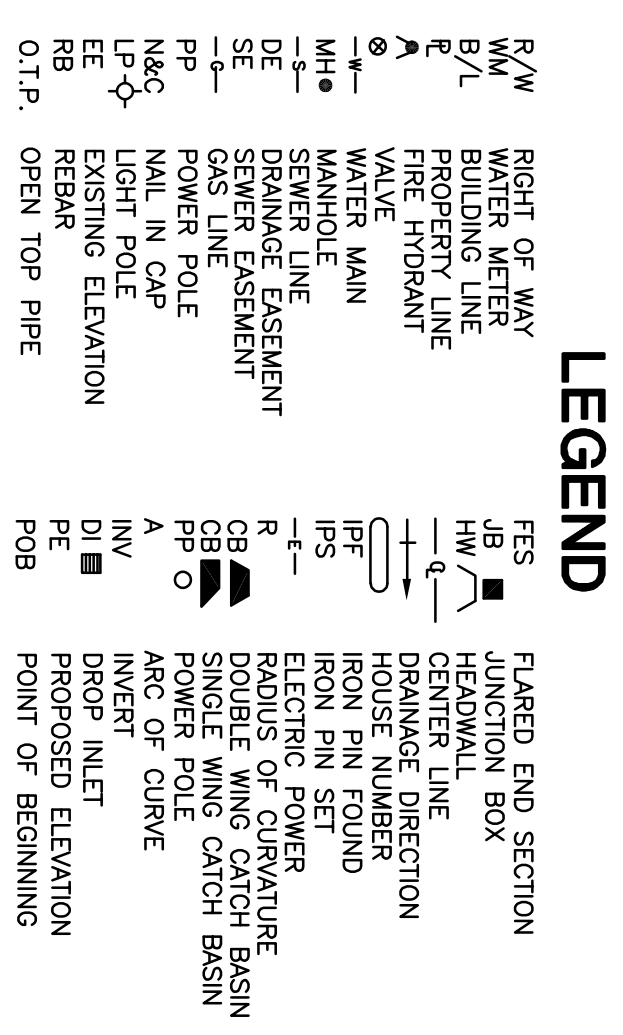 LEGEND
R/W RIGHT OF WAY
WM WATER METER
B/L BUILDING LINE
PL PROPERTY LINE
FIRE HYDRANT
VALVE
W WATER MAIN
MH MANHOLE
S SEWER LINE
DE DRAINAGE EASEMENT
SE SEWER EASEMENT
G GAS LINE
PP POWER POLE
N&C NAIL IN CAP
LP LIGHT POLE
EE EXISTING ELEVATION
RB REBAR
O.T.P. OPEN TOP PIPE
FES FLARED END SECTION
JB JUNCTION BOX
HW HEADWALL
CL CENTER LINE
DRAINAGE DIRECTION
HOUSE NUMBER
IPF IRON PIN FOUND
IPS IRON PIN SET
E ELECTRIC POWER
R RADIUS OF CURVATURE
CB DOUBLE WING CATCH BASIN
CB SINGLE WING CATCH BASIN
PP POWER POLE
A ARC OF CURVE
INV INVERT
DI DROP INLET
PE PROPOSED ELEVATION
POB POINT OF BEGINNING